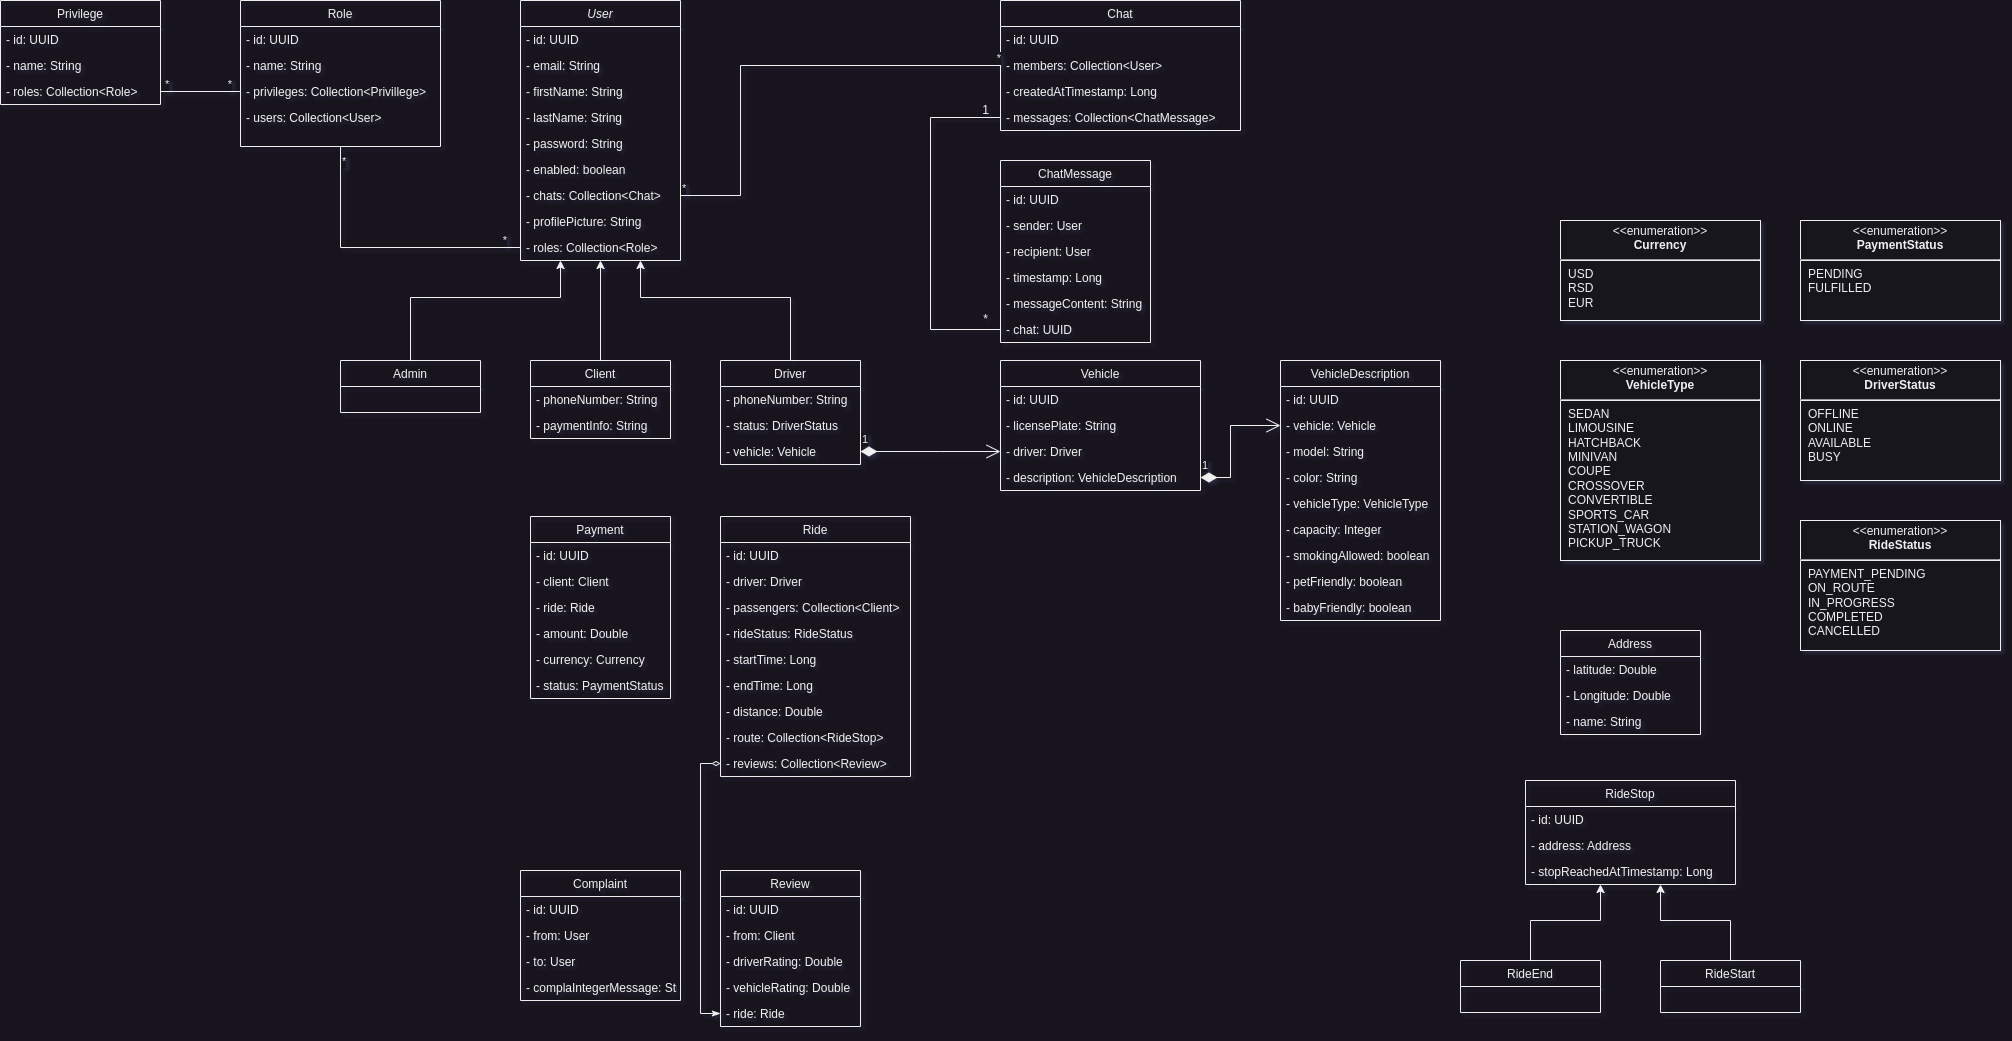 Privilege
- id: UUID
- name: String
- roles: Collection<Role>
*
*
Role
- id: UUID
- name: String
- privileges: Collection<Privillege>
- users: Collection<User>
*
*
User
- id: UUID
- email: String
- firstName: String
- lastName: String
- password: String
- enabled: boolean
- chats: Collection<Chat>
- profilePicture: String
- roles: Collection<Role>
*
*
Chat
- id: UUID
- members: Collection<User>
- createdAtTimestamp: Long
- messages: Collection<ChatMessage>
1
*
ChatMessage
- id: UUID
- sender: User
- recipient: User
- timestamp: Long
- messageContent: String
- chat: UUID
<<enumeration>>
Currency
USD
RSD
EUR
<<enumeration>>
PaymentStatus
PENDING
FULFILLED
Admin
Client
- phoneNumber: String
- paymentInfo: String
Driver
- phoneNumber: String
- status: DriverStatus
- vehicle: Vehicle
1
Vehicle
- id: UUID
- licensePlate: String
- driver: Driver
- description: VehicleDescription
1
VehicleDescription
- id: UUID
- vehicle: Vehicle
- model: String
- color: String
- vehicleType: VehicleType
- capacity: Integer
- smokingAllowed: boolean
- petFriendly: boolean
- babyFriendly: boolean
<<enumeration>>
VehicleType
SEDAN
LIMOUSINE
HATCHBACK
MINIVAN
COUPE
CROSSOVER
CONVERTIBLE
SPORTS_CAR
STATION_WAGON
PICKUP_TRUCK
<<enumeration>>
DriverStatus
OFFLINE
ONLINE
AVAILABLE
BUSY
<<enumeration>>
RideStatus
PAYMENT_PENDING
ON_ROUTE
IN_PROGRESS
COMPLETED
CANCELLED
Payment
- id: UUID
- client: Client
- ride: Ride
- amount: Double
- currency: Currency
- status: PaymentStatus
Ride
- id: UUID
- driver: Driver
- passengers: Collection<Client>
- rideStatus: RideStatus
- startTime: Long
- endTime: Long
- distance: Double
- route: Collection<RideStop>
- reviews: Collection<Review>
Address
- latitude: Double
- Longitude: Double
- name: String
RideStop
- id: UUID
- address: Address
- stopReachedAtTimestamp: Long
Complaint
- id: UUID
- from: User
- to: User
- complaIntegerMessage: St
Review
- id: UUID
- from: Client
- driverRating: Double
- vehicleRating: Double
- ride: Ride
RideEnd
RideStart